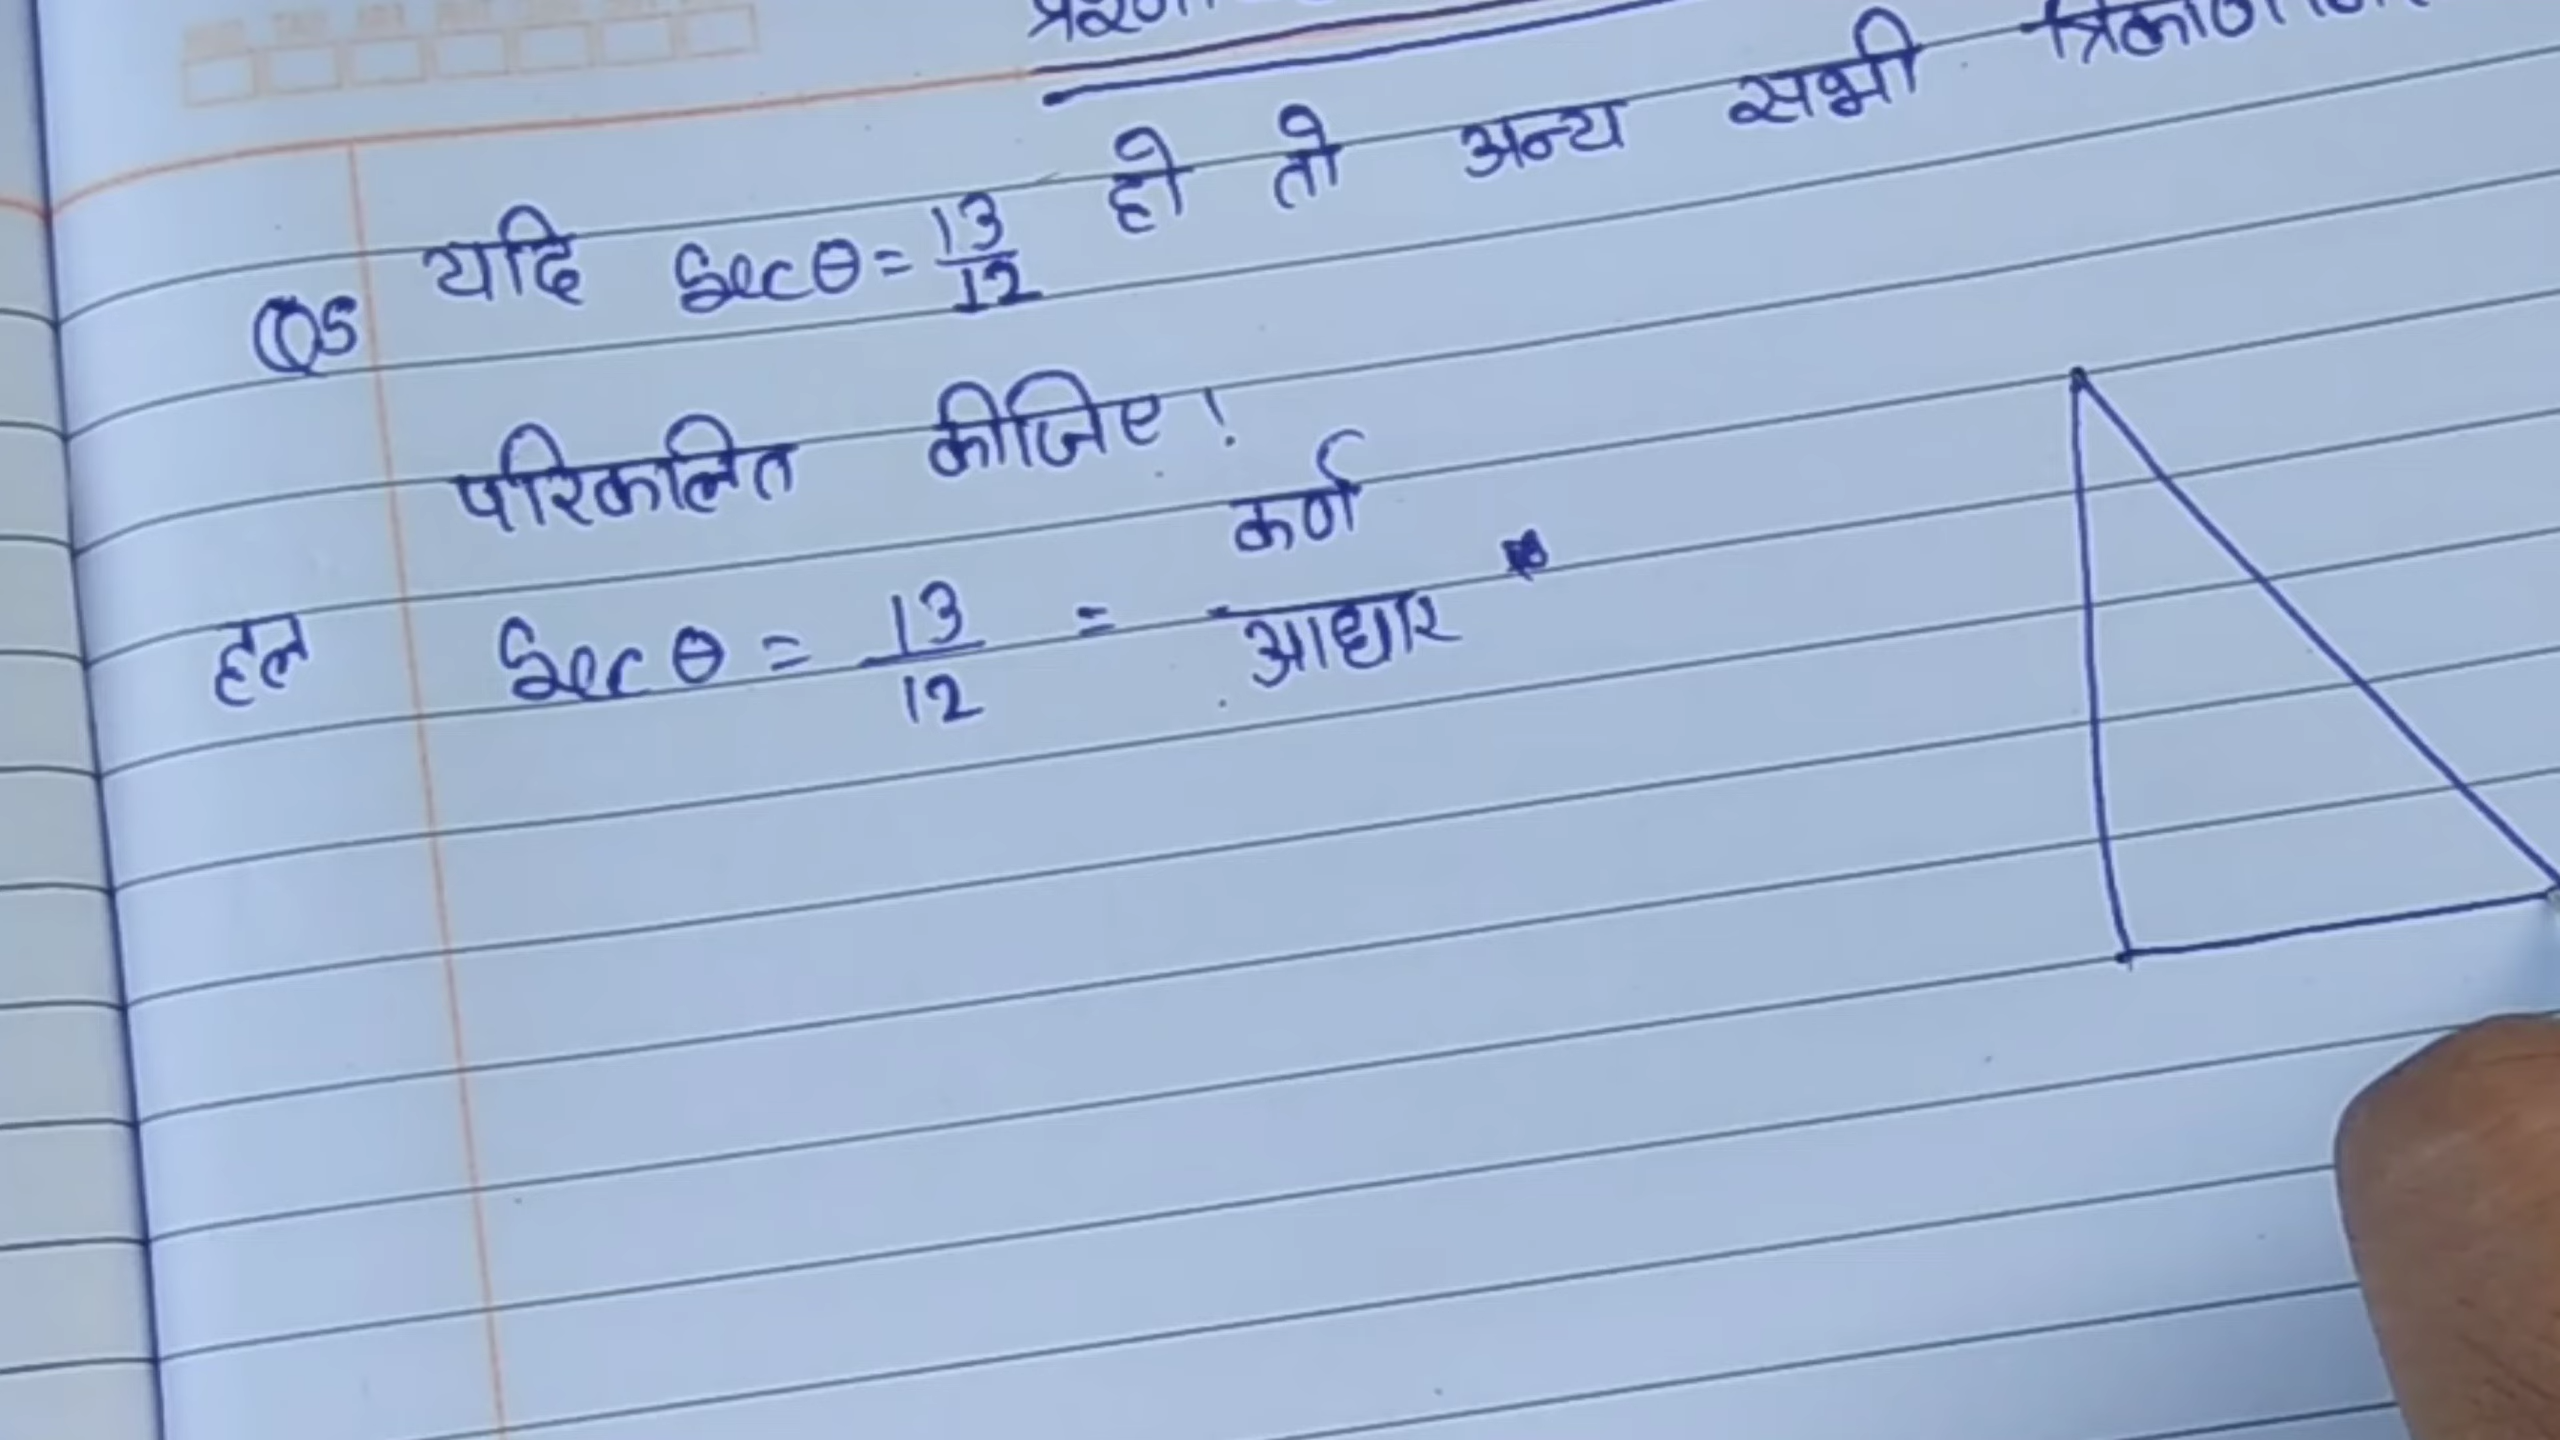 Q5 यदि secθ = 13/12 हो तो अन्य सभी
परिकलित कीजिए!
हल secθ = 13/12 = कर्ण/आधार